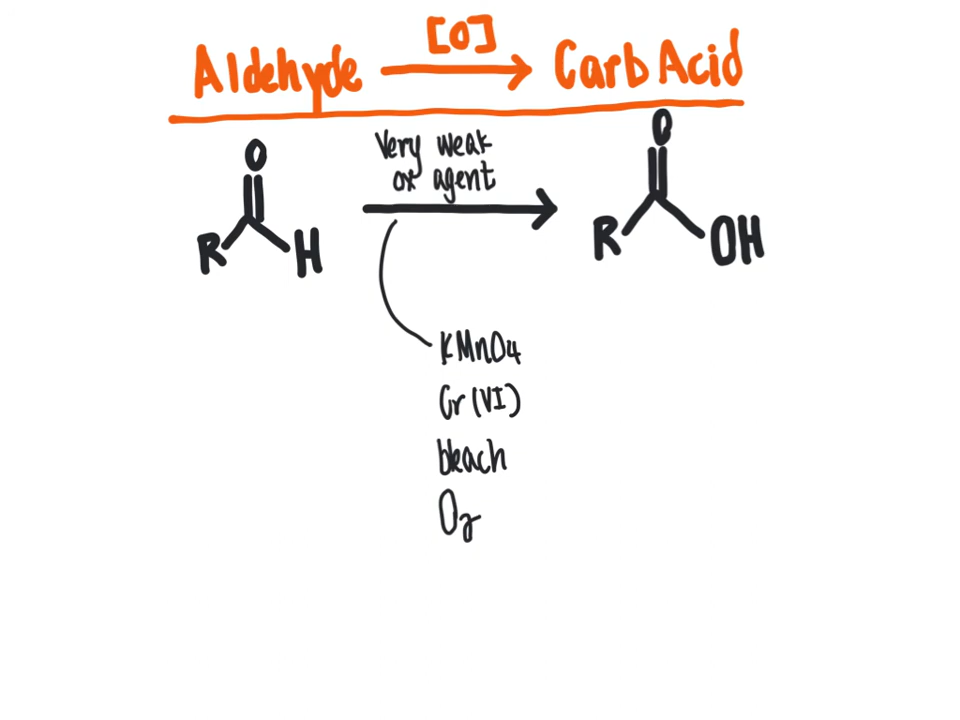 [O]
Aldehyde → Carb Acid
Very weak
ox agent
O
R
H
O
R
OH
KMnO4
Cr(VI)
bleach
O2